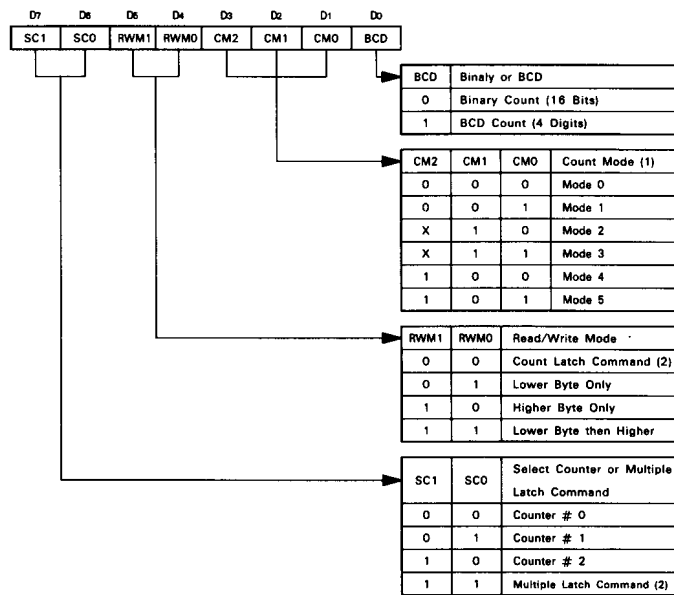 D7 D6 D5 D4 D3 D2 D1 D0
SC1 SC0 RWM1 RWM0 CM2 CM1 CM0 BCD
BCD Binaly or BCD
0 Binary Count (16 Bits)
1 BCD Count (4 Digits)
CM2 CM1 CM0 Count Mode (1)
0 0 0 Mode 0
0 0 1 Mode 1
X 1 0 Mode 2
X 1 1 Mode 3
1 0 0 Mode 4
1 0 1 Mode 5
RWM1 RWM0 Read/Write Mode
0 0 Count Latch Command (2)
0 1 Lower Byte Only
1 0 Higher Byte Only
1 1 Lower Byte then Higher
SC1 SC0 Select Counter or Multiple
Latch Command
0 0 Counter # 0
0 1 Counter # 1
1 0 Counter # 2
1 1 Multiple Latch Command (2)